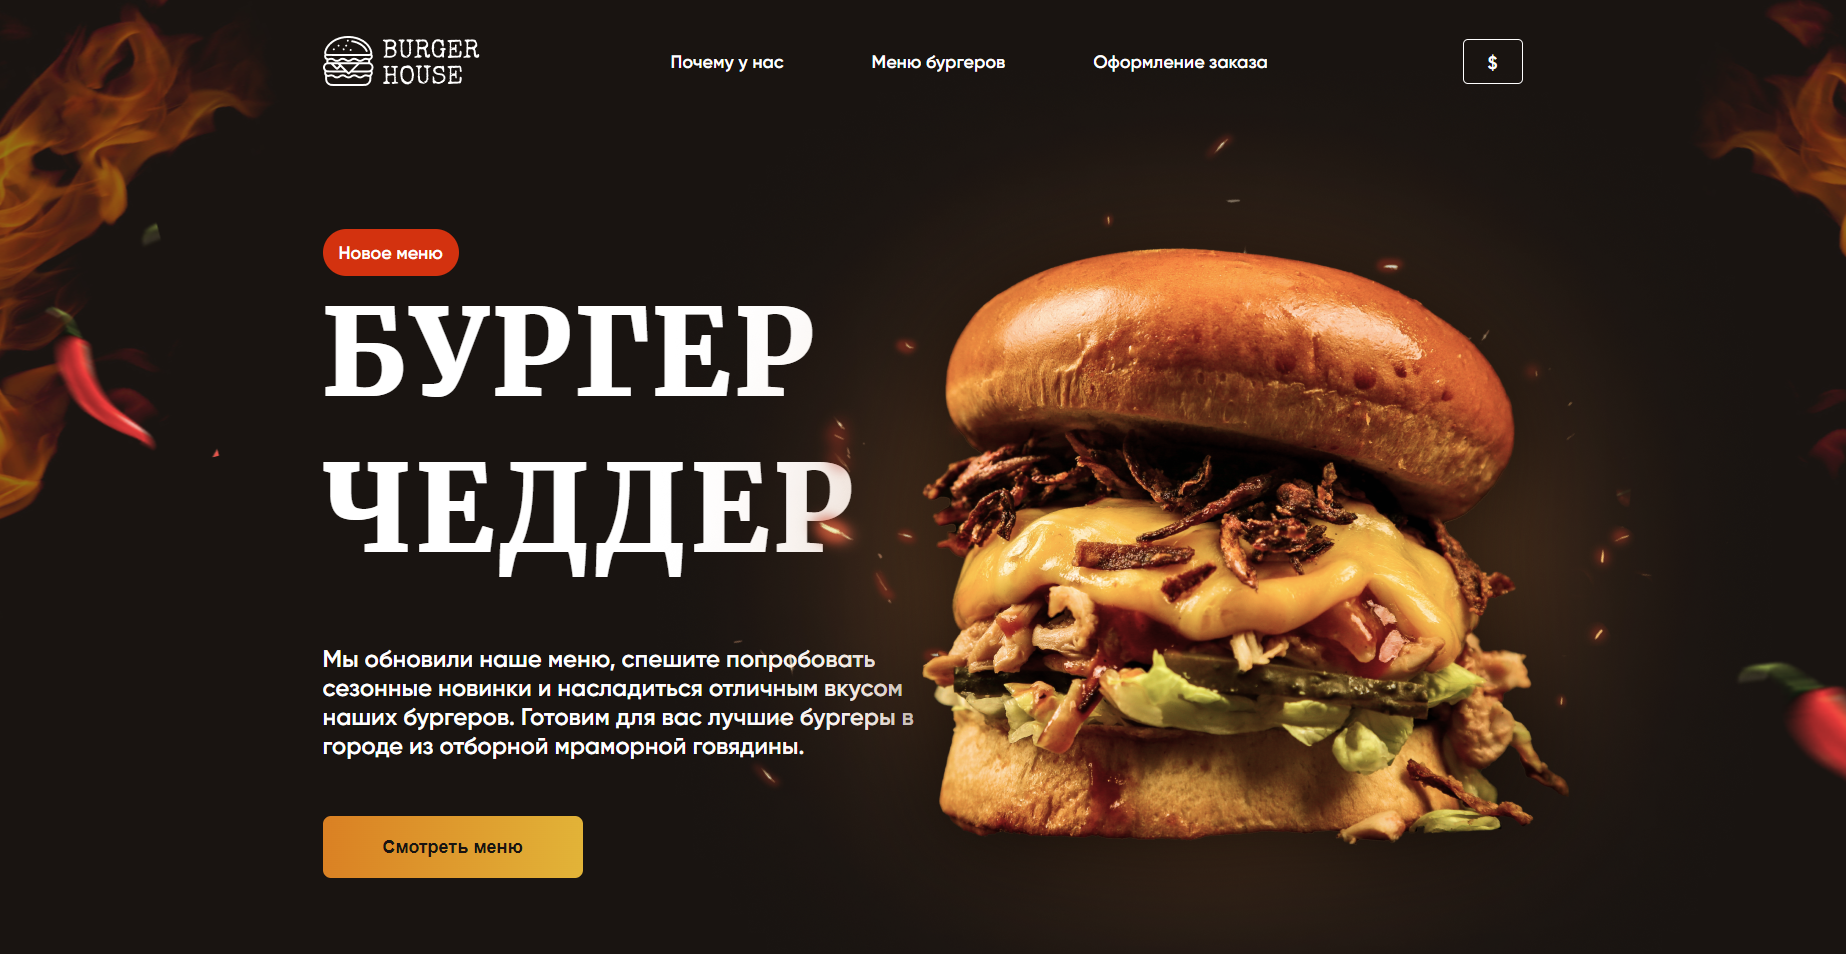 BURGER
HOUSE
Почему у нас
Меню бургеров
Оформление заказа
$
Новое меню
БУРГЕР
ЧЕДДЕР
Мы обновили наше меню, спешите попробовать
сезонные новинки и насладиться отличным вкусом
наших бургеров. Готовим для вас лучшие бургеры в
городе из отборной мраморной говядины.
Смотреть меню